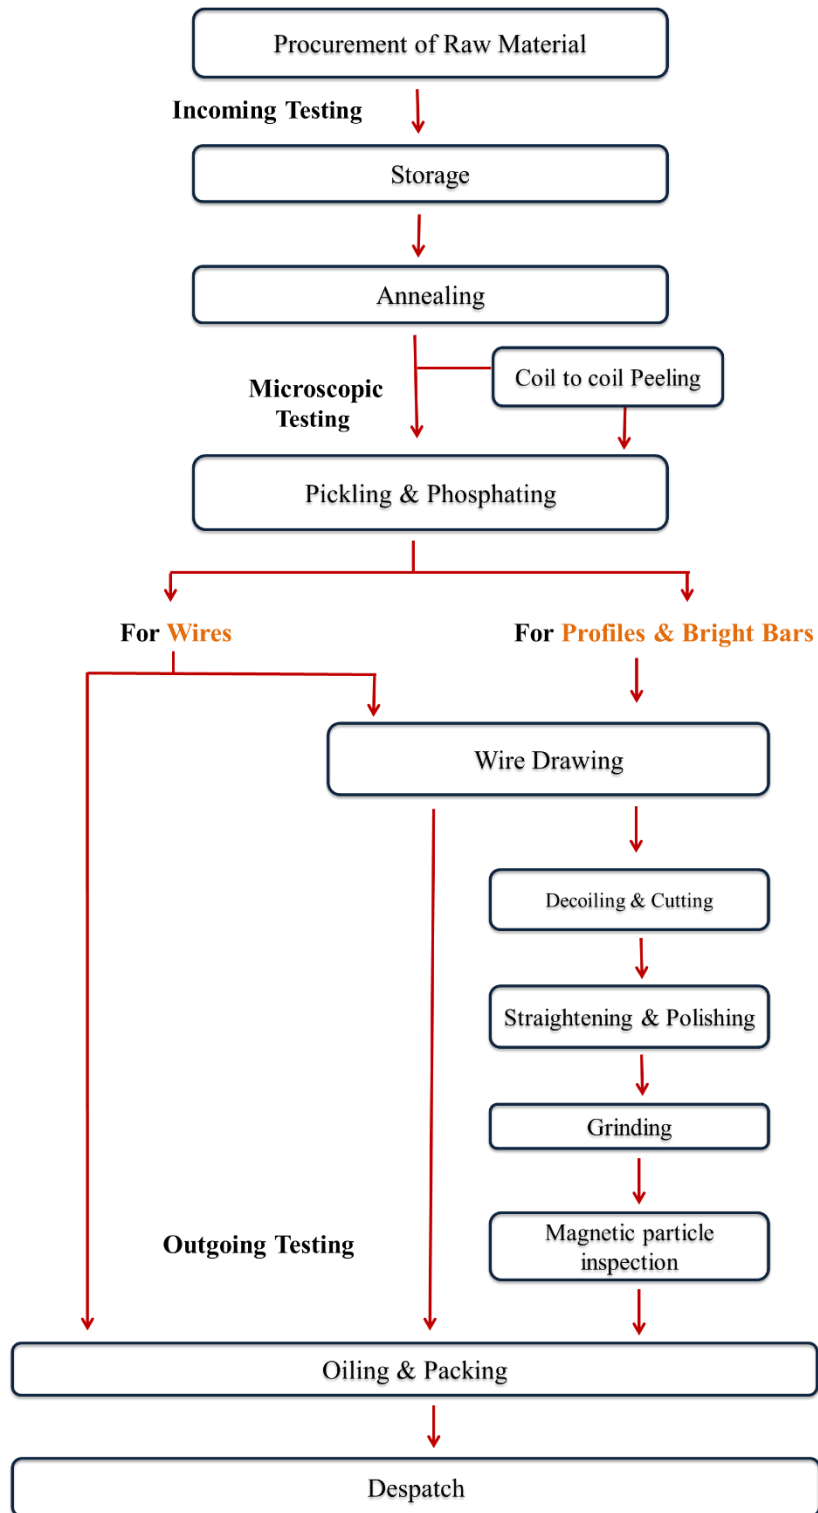 Procurement of Raw Material
Incoming Testing
Storage
Annealing
Coil to coil Peeling
Microscopic
Testing
Pickling & Phosphating
For Wires
For Profiles & Bright Bars
Wire Drawing
Decoiling & Cutting
Straightening & Polishing
Grinding
Magnetic particle
inspection
Outgoing Testing
Oiling & Packing
Despatch